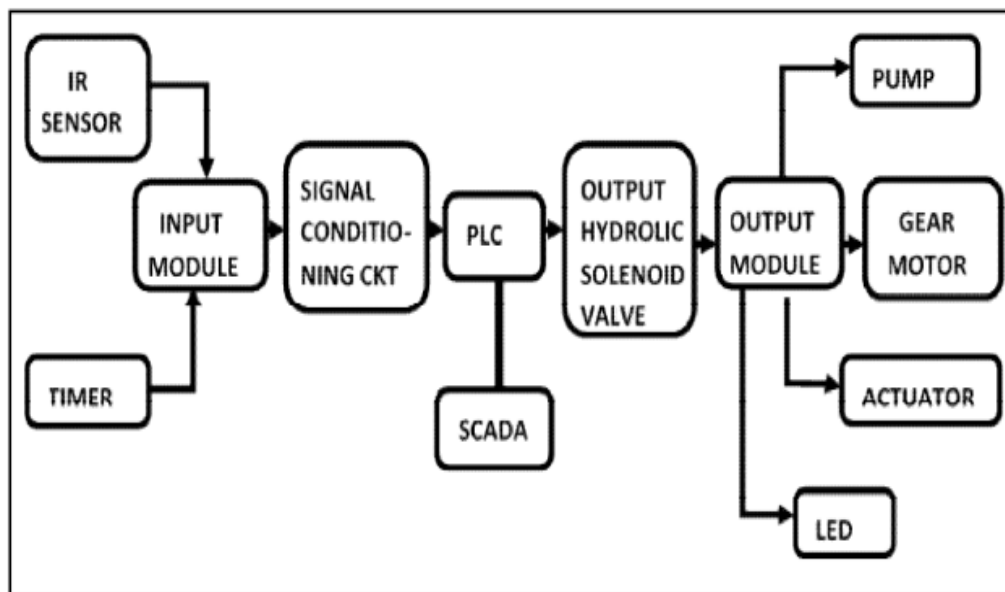 IR
SENSOR
TIMER
INPUT
MODULE
SIGNAL
CONDITIO-
NING CKT
PLC
SCADA
OUTPUT
HYDROLIC
SOLENOID
VALVE
OUTPUT
MODULE
PUMP
GEAR
MOTOR
ACTUATOR
LED